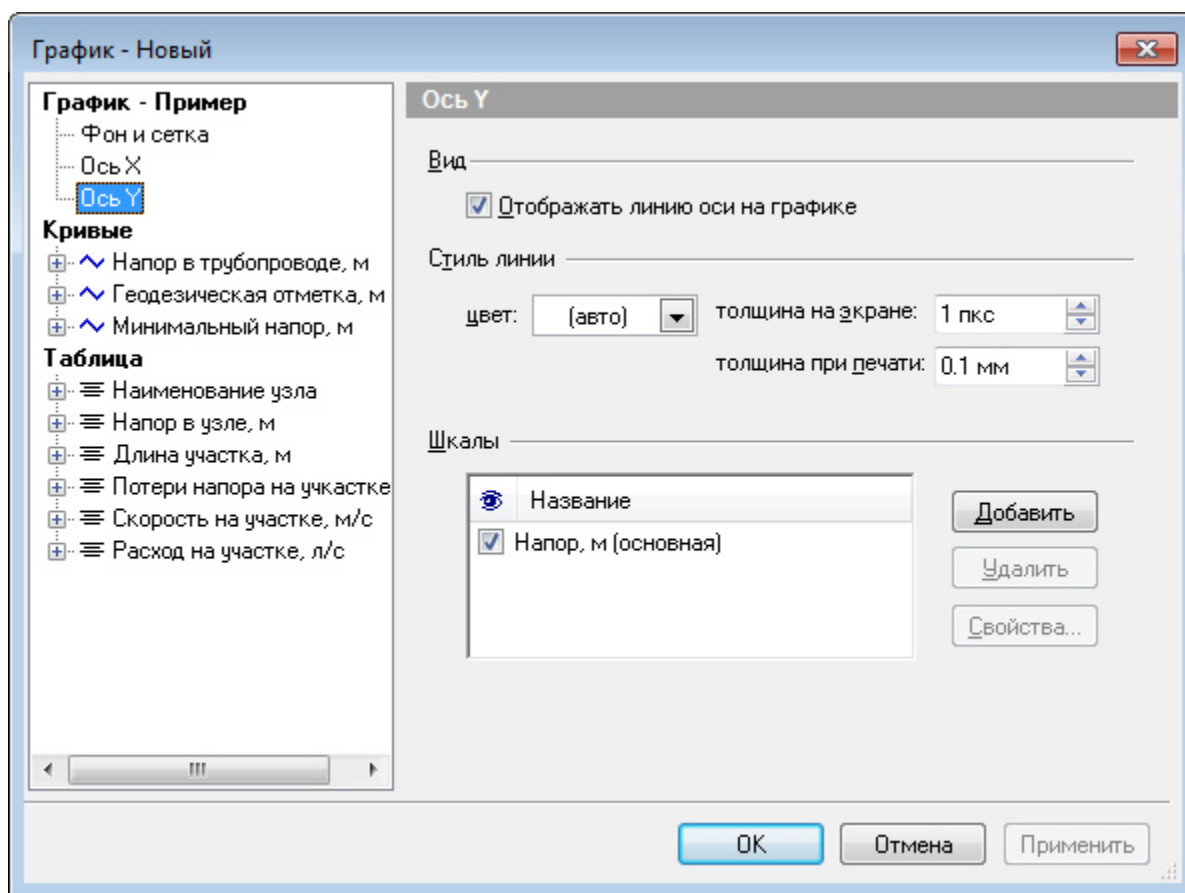 График - Новый
График - Пример
Фон и сетка
Ось X
Ось Y
Кривые
Напор в трубопроводе, м
Геодезическая отметка, м
Минимальный напор, м
Таблица
Наименование узла
Напор в узле, м
Длина участка, м
Потери напора на учкастке
Скорость на участке, м/с
Расход на участке, л/с
Ось Y
Вид
Отображать линию оси на графике
Стиль линии
цвет: (авто) толщина на экране: 1 пкс
толщина при печати: 0.1 мм
Шкалы
Название
Напор, м (основная)
Добавить
Удалить
Свойства...
OK Отмена Применить